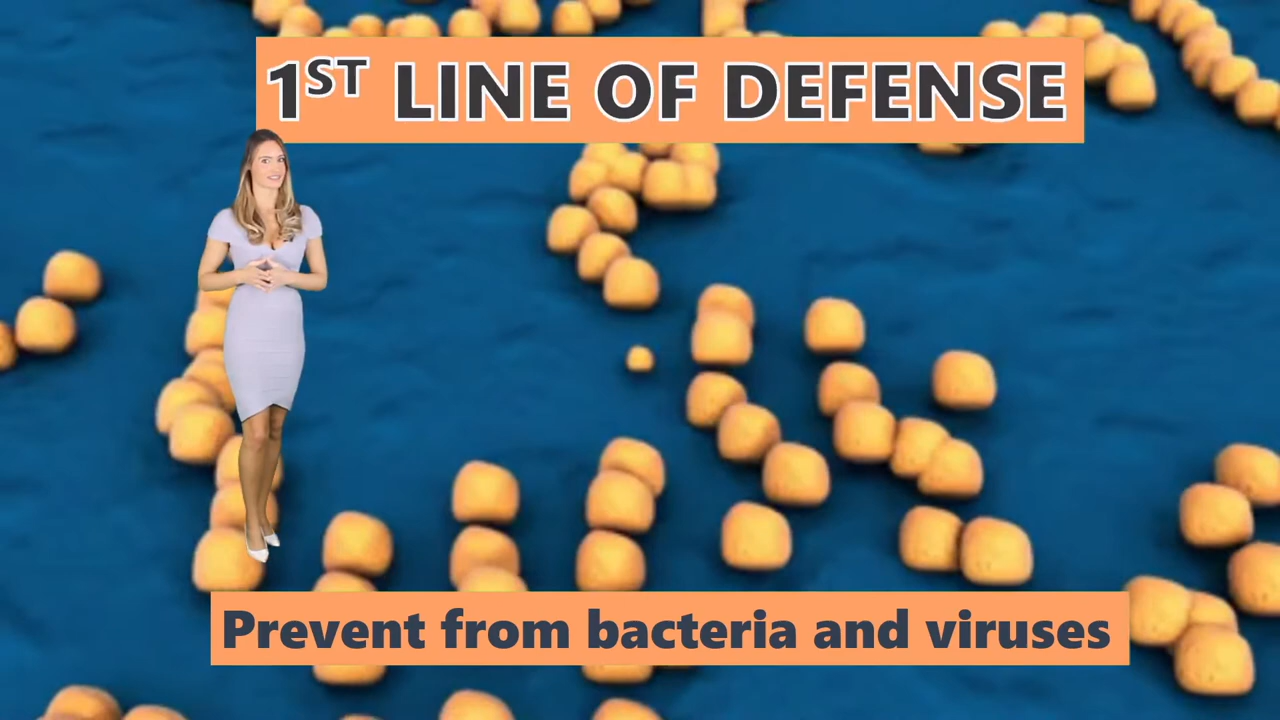 1ST LINE OF DEFENSE
Prevent from bacteria and viruses